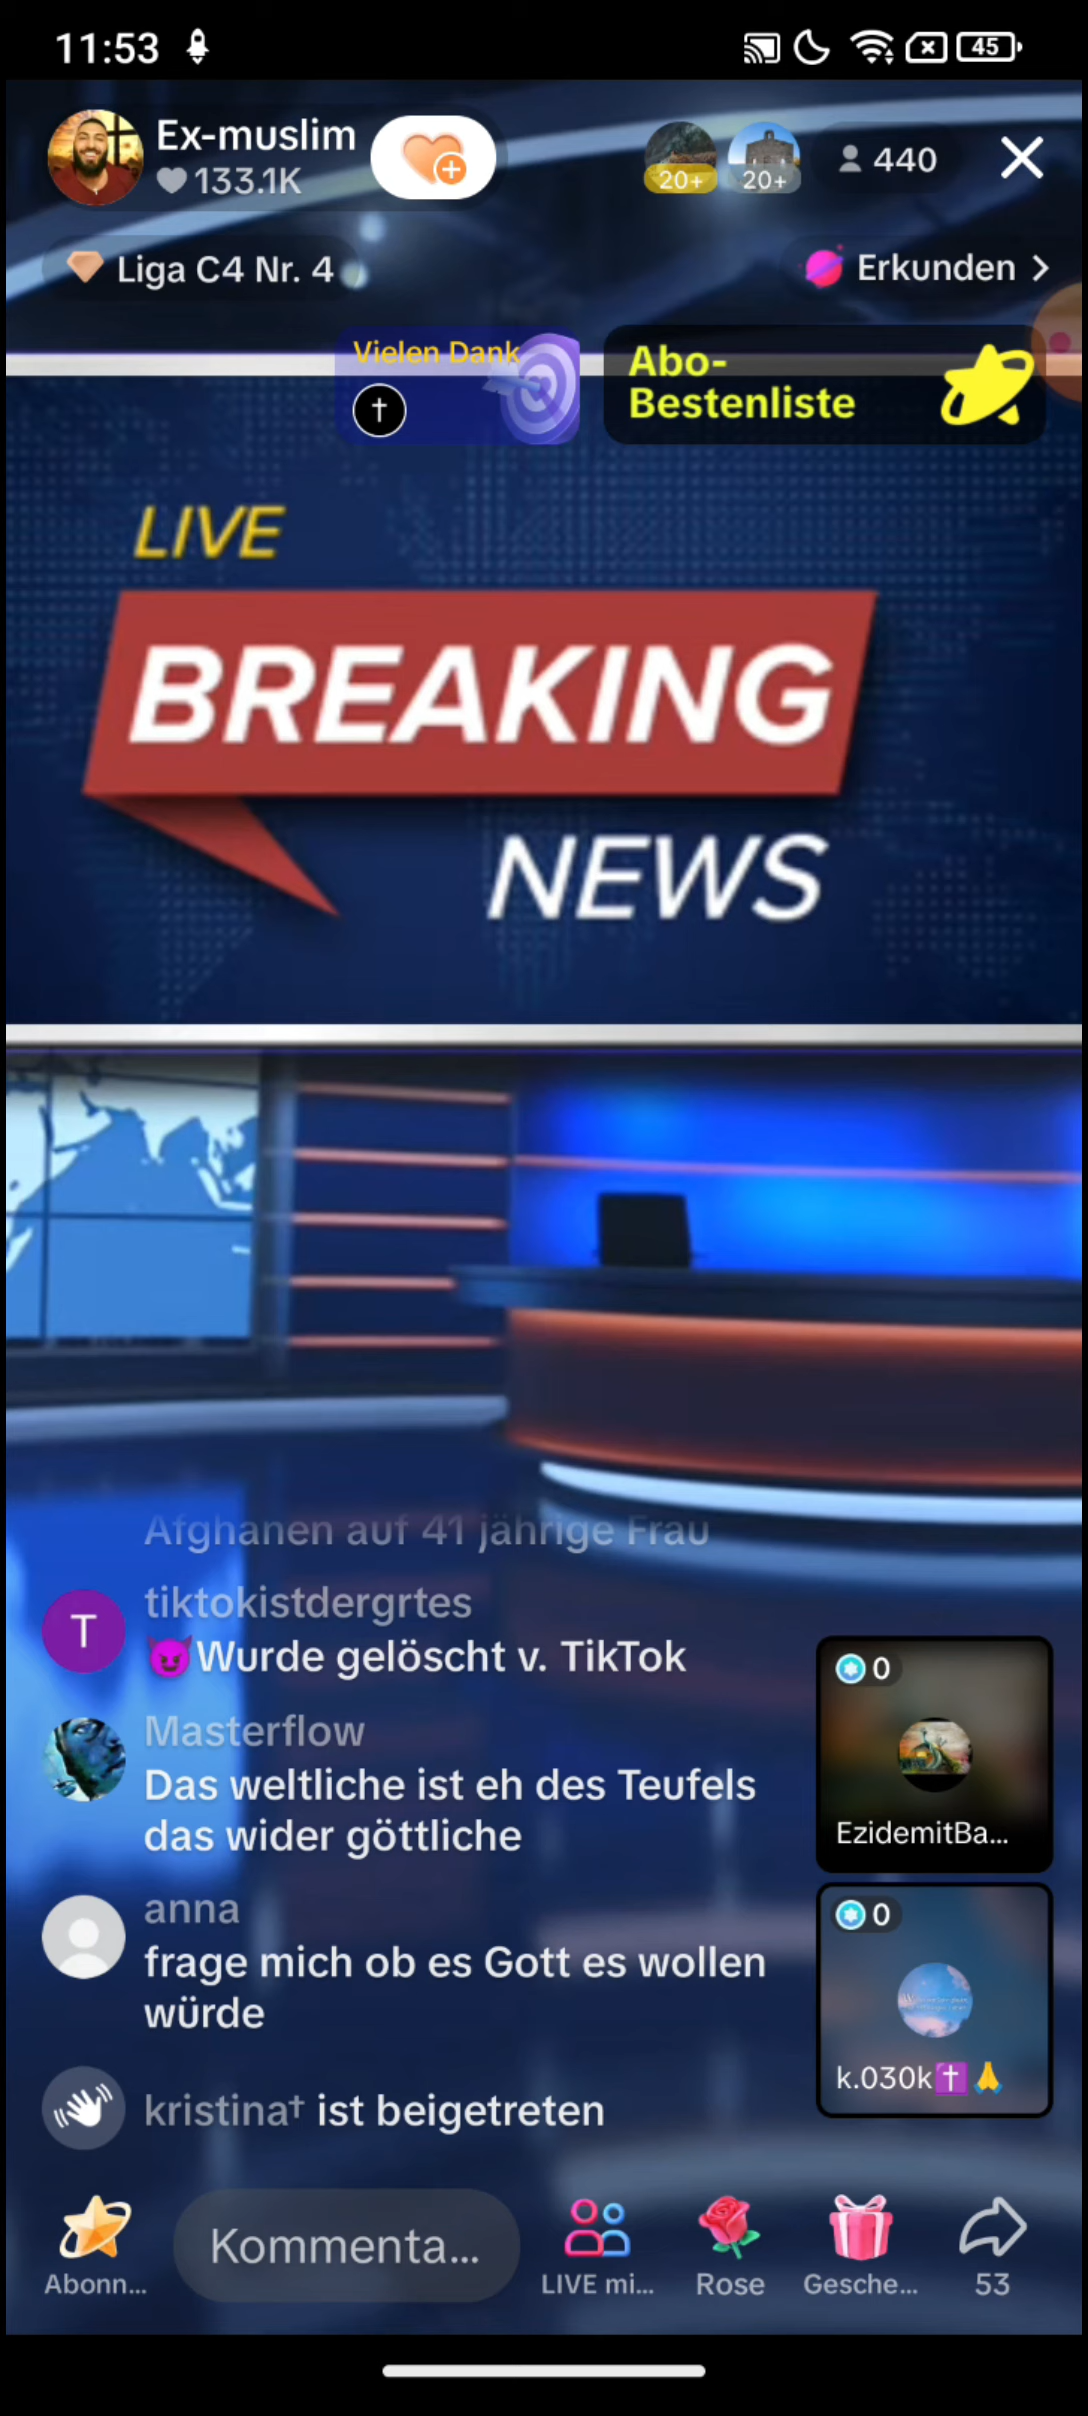 11:53
45
Ex-muslim
133.1K
20+
20+
440
Liga C4 Nr. 4
Erkunden
Vielen Dank
Abo-
Bestenliste
LIVE
BREAKING
NEWS
Afghanen auf 41 jährige Frau
tiktokistdergrtes
T
😈Wurde gelöscht v. TikTok
0
Masterflow
Das weltliche ist eh des Teufels
das wider göttliche
EzidemitBa...
anna
frage mich ob es Gott es wollen
würde
0
k.030k✝️🙏
kristina† ist beigetreten
Kommenta...
Abonn...
LIVE mi...
Rose
Gesche...
53